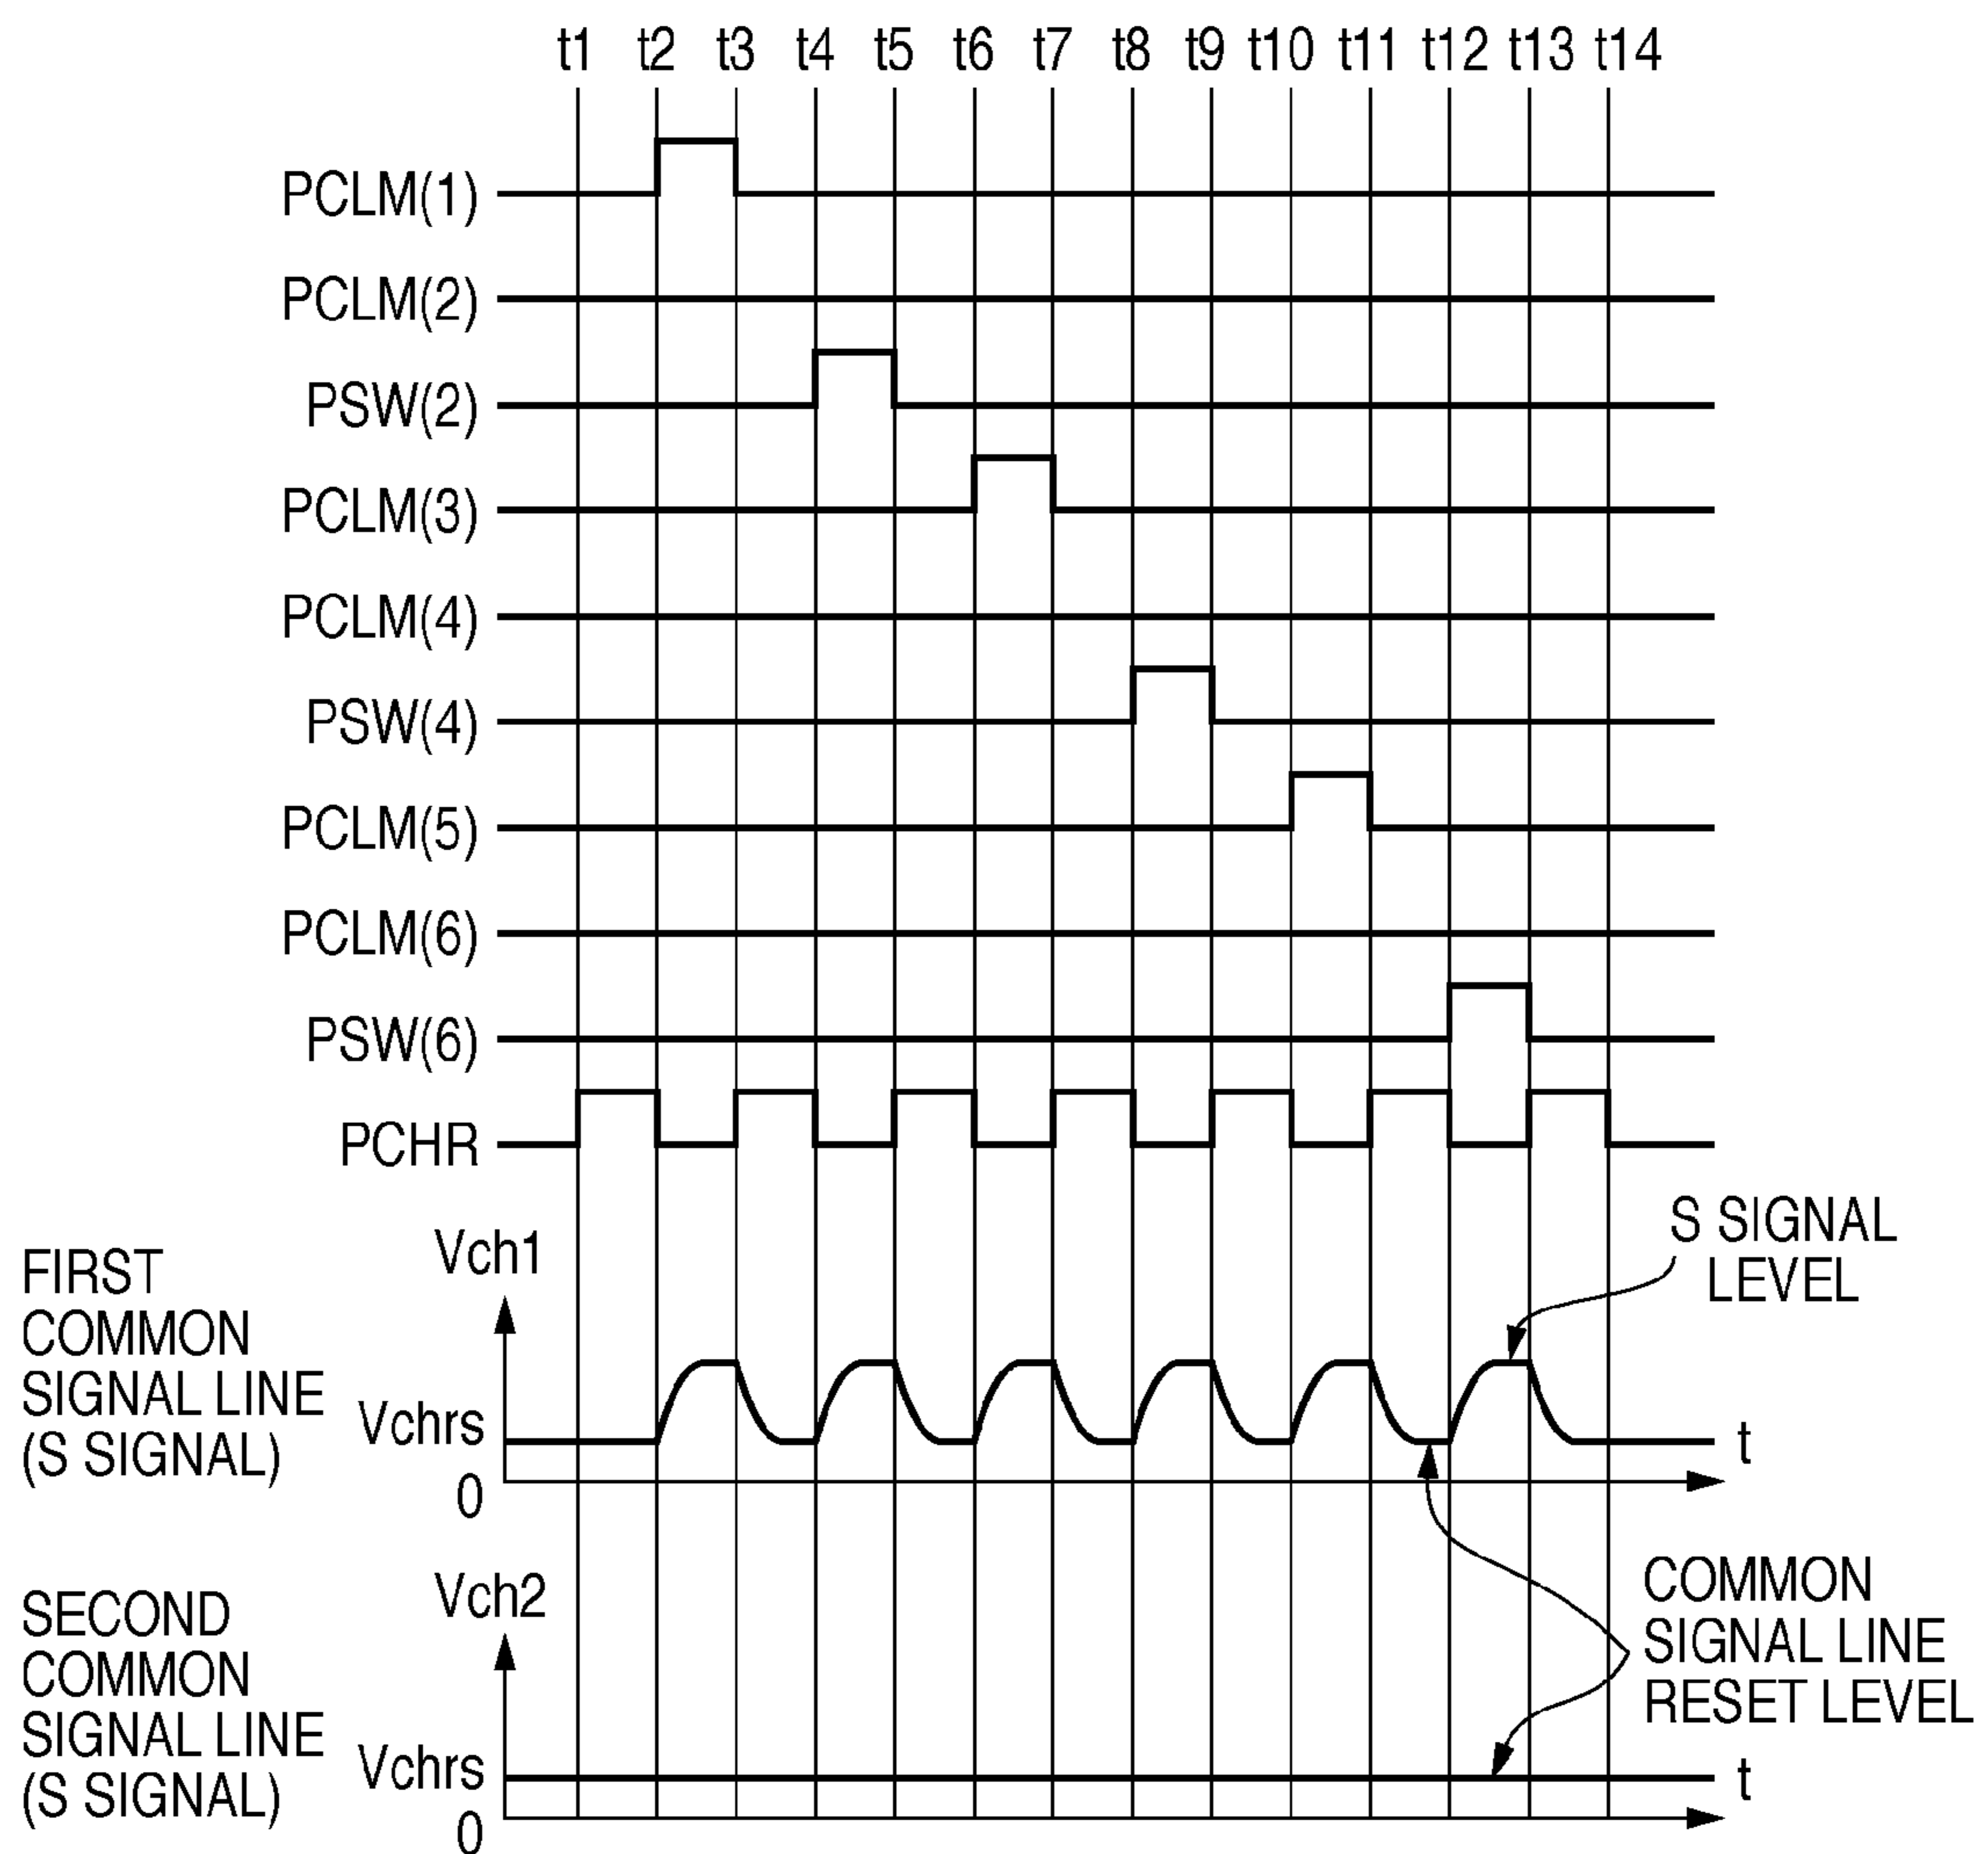 t1 t2 t3 t4 t5 t6 t7 t8 t9 t10 t11 t12 t13 t14
PCLM(1)
PCLM(2)
PSW(2)
PCLM(3)
PCLM(4)
PSW(4)
PCLM(5)
PCLM(6)
PSW(6)
PCHR
S SIGNAL
LEVEL
Vch1
FIRST
COMMON
SIGNAL LINE
(S SIGNAL)
Vchrs
0
t
COMMON
SIGNAL LINE
RESET LEVEL
Vch2
SECOND
COMMON
SIGNAL LINE
(S SIGNAL)
Vchrs
0
t